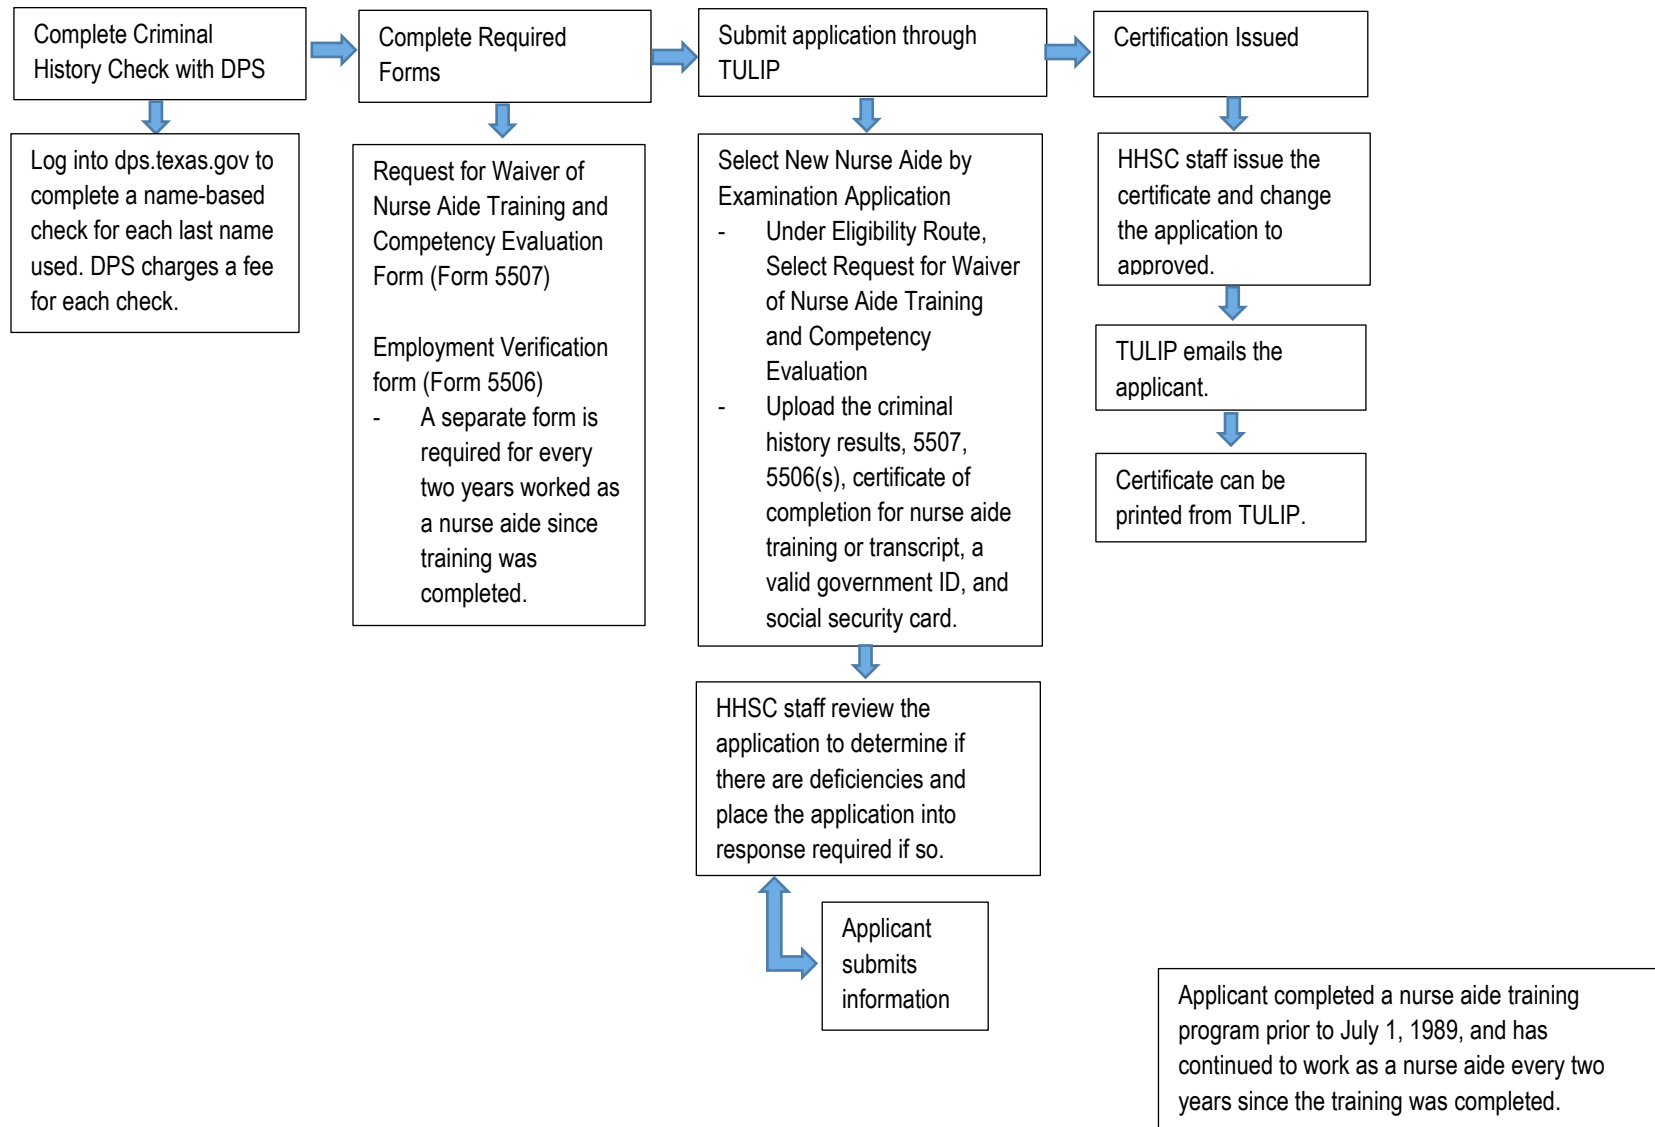 Complete Criminal
History Check with DPS
Log into dps.texas.gov to
complete a name-based
check for each last name
used. DPS charges a fee
for each check.
Complete Required
Forms
Request for Waiver of
Nurse Aide Training and
Competency Evaluation
Form (Form 5507)
Employment Verification
form (Form 5506)
- A separate form is
required for every
two years worked as
a nurse aide since
training was
completed.
Submit application through
TULIP
Select New Nurse Aide by
Examination Application
- Under Eligibility Route,
Select Request for Waiver
of Nurse Aide Training
and Competency
Evaluation
- Upload the criminal
history results, 5507,
5506(s), certificate of
completion for nurse aide
training or transcript, a
valid government ID, and
social security card.
HHSC staff review the
application to determine if
there are deficiencies and
place the application into
response required if so.
Applicant
submits
information
Certification Issued
HHSC staff issue the
certificate and change
the application to
approved.
TULIP emails the
applicant.
Certificate can be
printed from TULIP.
Applicant completed a nurse aide training
program prior to July 1, 1989, and has
continued to work as a nurse aide every two
years since the training was completed.